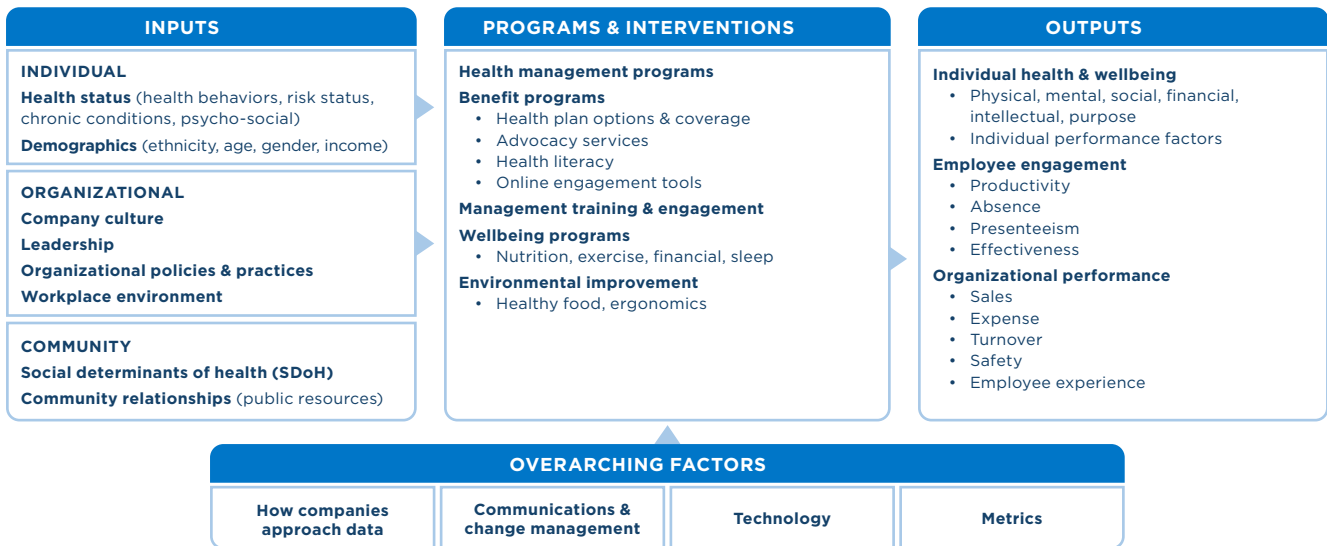 INPUTS
INDIVIDUAL
Health status (health behaviors, risk status,
chronic conditions, psycho-social)
Demographics (ethnicity, age, gender, income)
ORGANIZATIONAL
Company culture
Leadership
Organizational policies & practices
Workplace environment
COMMUNITY
Social determinants of health (SDoH)
Community relationships (public resources)
PROGRAMS & INTERVENTIONS
Health management programs
Benefit programs
• Health plan options & coverage
• Advocacy services
• Health literacy
• Online engagement tools
Management training & engagement
Wellbeing programs
• Nutrition, exercise, financial, sleep
Environmental improvement
• Healthy food, ergonomics
OUTPUTS
Individual health & wellbeing
• Physical, mental, social, financial,
intellectual, purpose
• Individual performance factors
Employee engagement
• Productivity
• Absence
• Presenteeism
• Effectiveness
Organizational performance
• Sales
• Expense
• Turnover
• Safety
• Employee experience
OVERARCHING FACTORS
How companies
approach data
Communications &
change management
Technology
Metrics